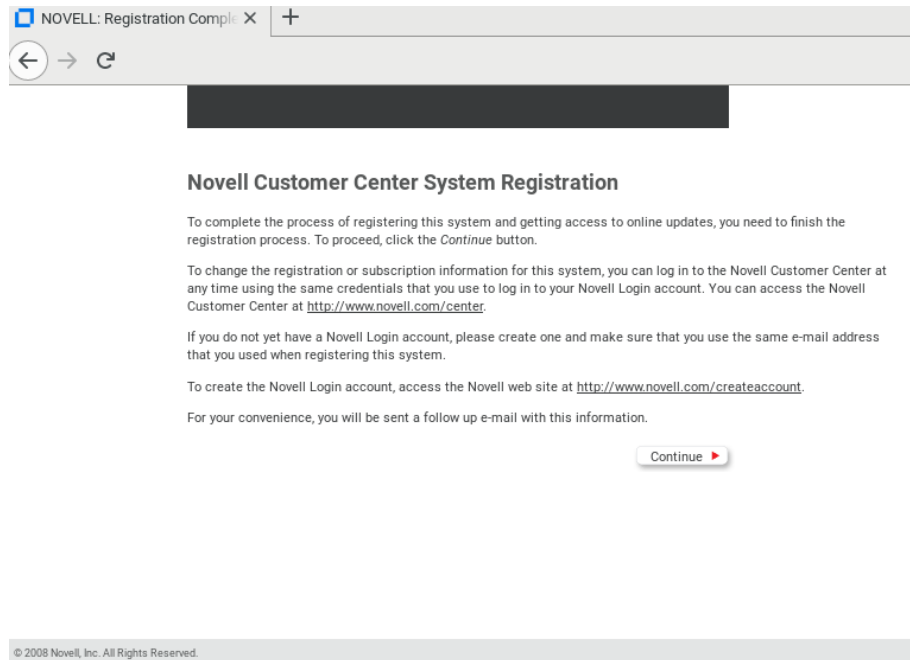 NOVELL: Registration Comple
Novell Customer Center System Registration
To complete the process of registering this system and getting access to online updates, you need to finish the
registration process. To proceed, click the Continue button.
To change the registration or subscription information for this system, you can log in to the Novell Customer Center at
any time using the same credentials that you use to log in to your Novell Login account. You can access the Novell
Customer Center at http://www.novell.com/center.
If you do not yet have a Novell Login account, please create one and make sure that you use the same e-mail address
that you used when registering this system.
To create the Novell Login account, access the Novell web site at http://www.novell.com/createaccount.
For your convenience, you will be sent a follow up e-mail with this information.
Continue
© 2008 Novell, Inc. All Rights Reserved.